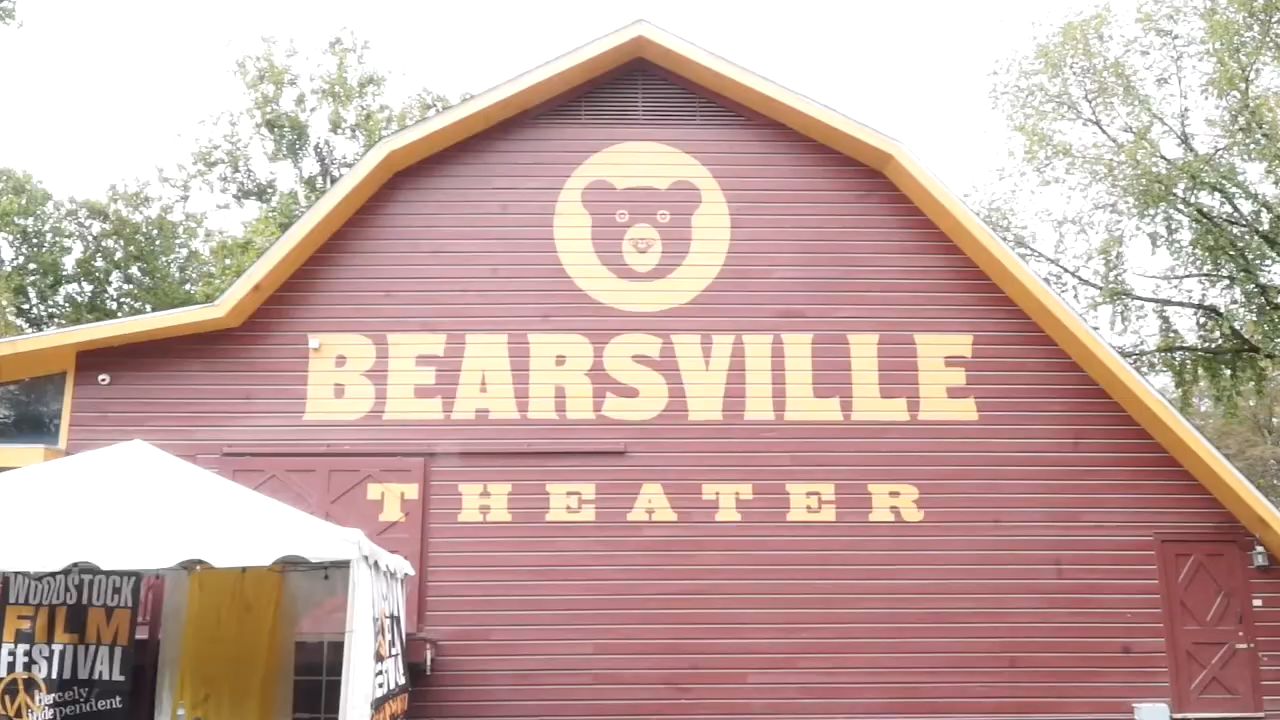 BEARSVILLE
THEATER
WOODSTOCK
FILM
FESTIVAL
fiercely
independent